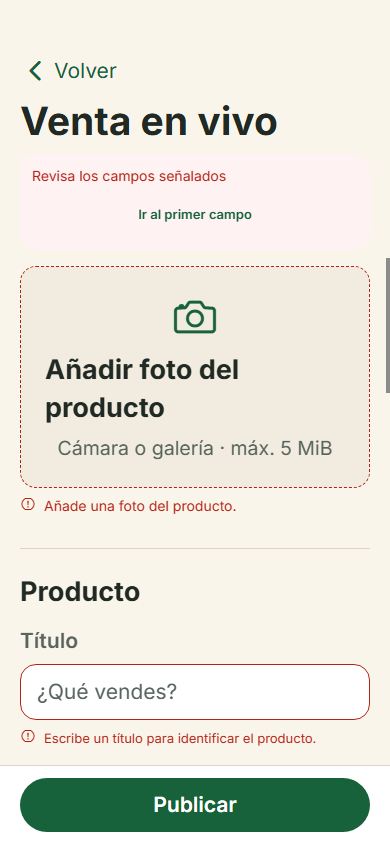 Volver
Venta en vivo
Revisa los campos señalados
Ir al primer campo
Añadir foto del
producto
Cámara o galería · máx. 5 MiB
Añade una foto del producto.
Producto
Título
¿Qué vendes?
Escribe un título para identificar el producto.
Publicar